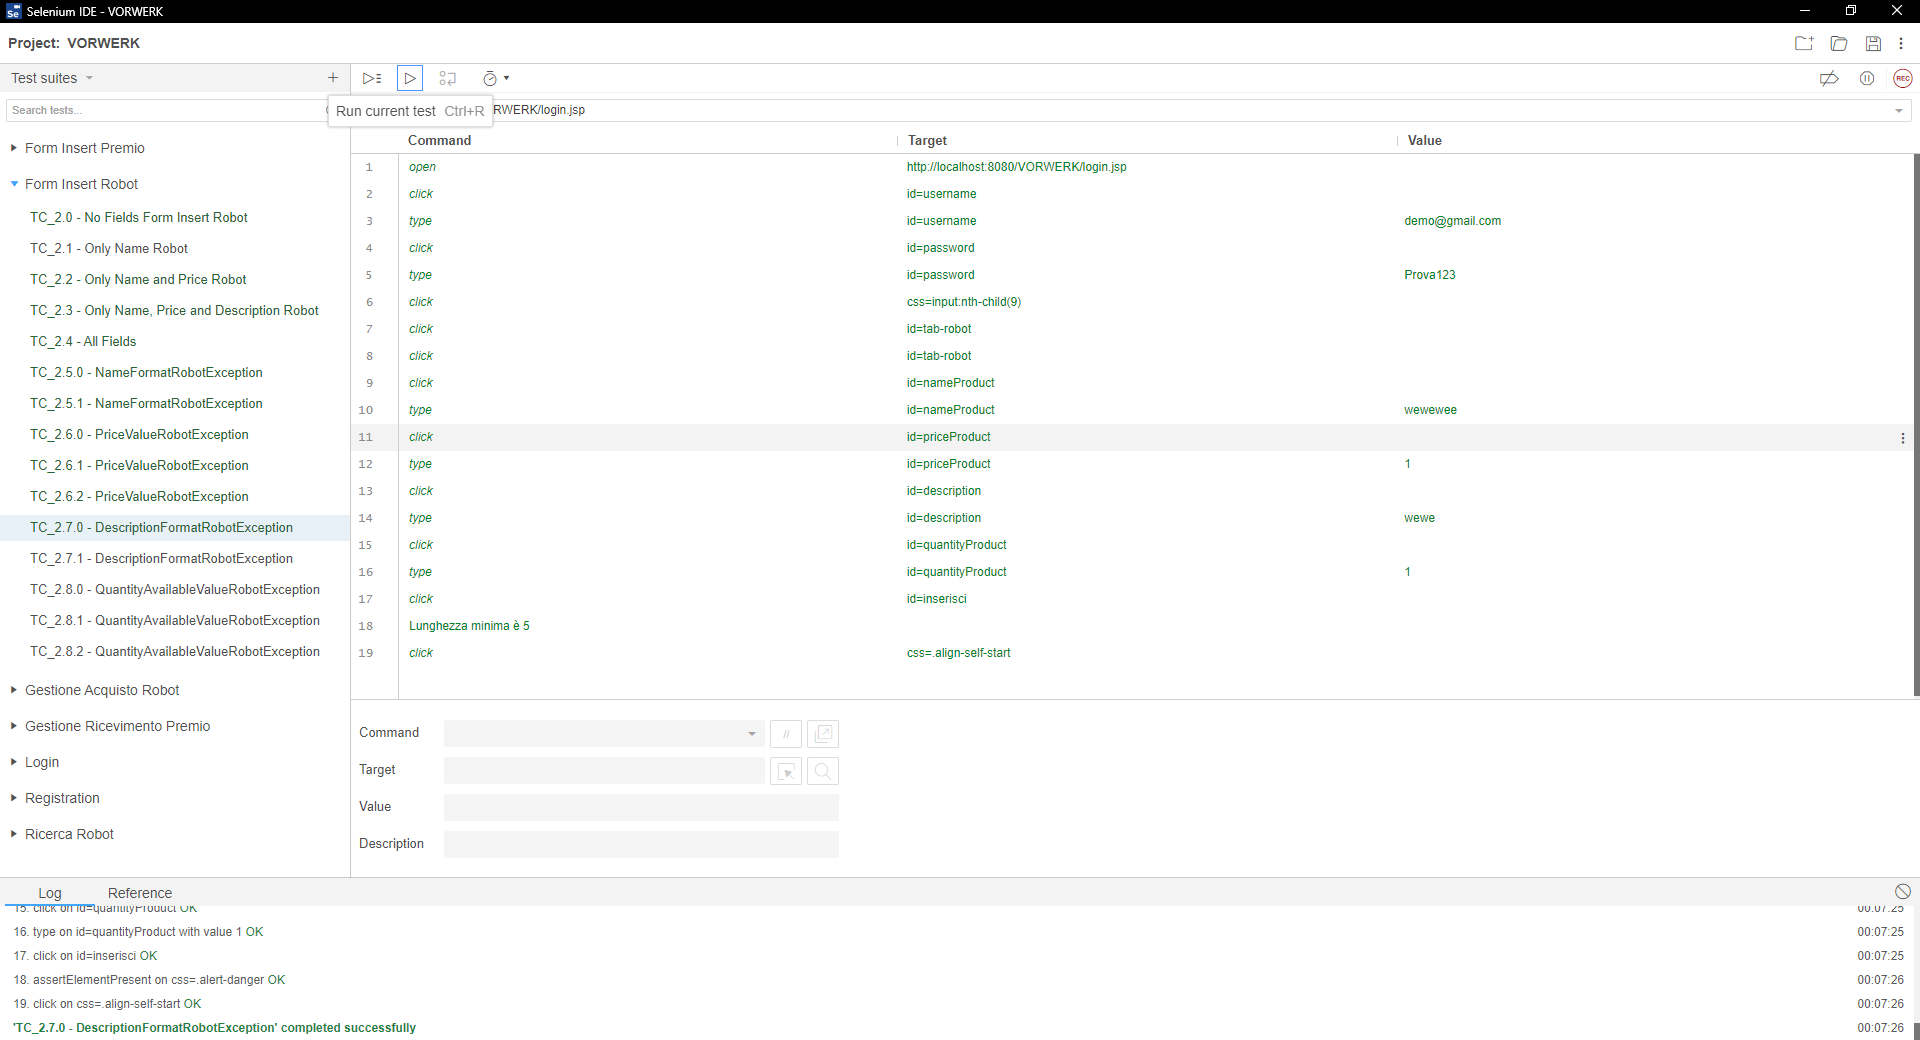 Selenium IDE - VORWERK
Project: VORWERK
Test suites
Run current test Ctrl+R
Search tests...
RWERK/login.jsp
Command Target Value
Form Insert Premio
Form Insert Robot
TC_2.0 - No Fields Form Insert Robot
TC_2.1 - Only Name Robot
TC_2.2 - Only Name and Price Robot
TC_2.3 - Only Name, Price and Description Robot
TC_2.4 - All Fields
TC_2.5.0 - NameFormatRobotException
TC_2.5.1 - NameFormatRobotException
TC_2.6.0 - PriceValueRobotException
TC_2.6.1 - PriceValueRobotException
TC_2.6.2 - PriceValueRobotException
TC_2.7.0 - DescriptionFormatRobotException
TC_2.7.1 - DescriptionFormatRobotException
TC_2.8.0 - QuantityAvailableValueRobotException
TC_2.8.1 - QuantityAvailableValueRobotException
TC_2.8.2 - QuantityAvailableValueRobotException
Gestione Acquisto Robot
Gestione Ricevimento Premio
Login
Registration
Ricerca Robot
1 open http://localhost:8080/VORWERK/login.jsp
2 click id=username
3 type id=username demo@gmail.com
4 click id=password
5 type id=password Prova123
6 click css=input:nth-child(9)
7 click id=tab-robot
8 click id=tab-robot
9 click id=nameProduct
10 type id=nameProduct wewewee
11 click id=priceProduct
12 type id=priceProduct 1
13 click id=description
14 type id=description wewe
15 click id=quantityProduct
16 type id=quantityProduct 1
17 click id=inserisci
18 Lunghezza minima è 5
19 click css=.align-self-start
Command //
Target
Value
Description
REC
Log Reference
15. click on id=quantityProduct OK 00:07:25
16. type on id=quantityProduct with value 1 OK 00:07:25
17. click on id=inserisci OK 00:07:25
18. assertElementPresent on css=.alert-danger OK 00:07:26
19. click on css=.align-self-start OK 00:07:26
'TC_2.7.0 - DescriptionFormatRobotException' completed successfully 00:07:26